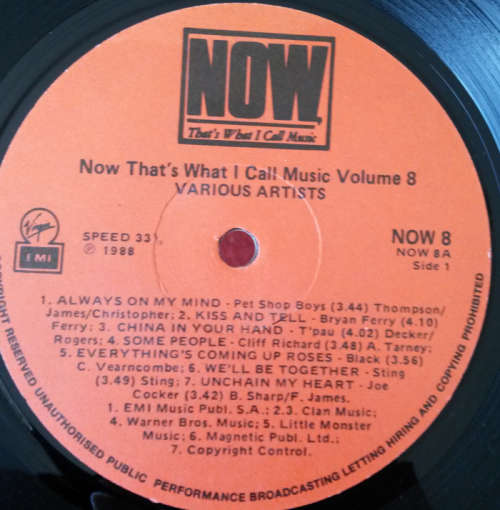 NOW,
That's What I Call Music
Now That's What I Call Music Volume 8
VARIOUS ARTISTS
Virgin
EMI
SPEED 33⅓
℗ 1988
NOW 8
NOW 8A
Side 1
1. ALWAYS ON MY MIND - Pet Shop Boys (3.44) Thompson/
James/Christopher; 2. KISS AND TELL - Bryan Ferry (4.10)
Ferry; 3. CHINA IN YOUR HAND - T'pau (4.02) Decker/
Rogers; 4. SOME PEOPLE - Cliff Richard (3.48) A. Tarney;
5. EVERYTHING'S COMING UP ROSES - Black (3.56)
C. Vearncombe; 6. WE'LL BE TOGETHER - Sting
(3.49) Sting; 7. UNCHAIN MY HEART - Joe
Cocker (3.42) B. Sharp/F. James.
1. EMI Music Publ. S.A.; 2.3. Clan Music;
4. Warner Bros. Music; 5. Little Monster
Music; 6. Magnetic Publ. Ltd.;
7. Copyright Control.
COPYRIGHT RESERVED UNAUTHORISED PUBLIC PERFORMANCE BROADCASTING LETTING HIRING AND COPYING PROHIBITED